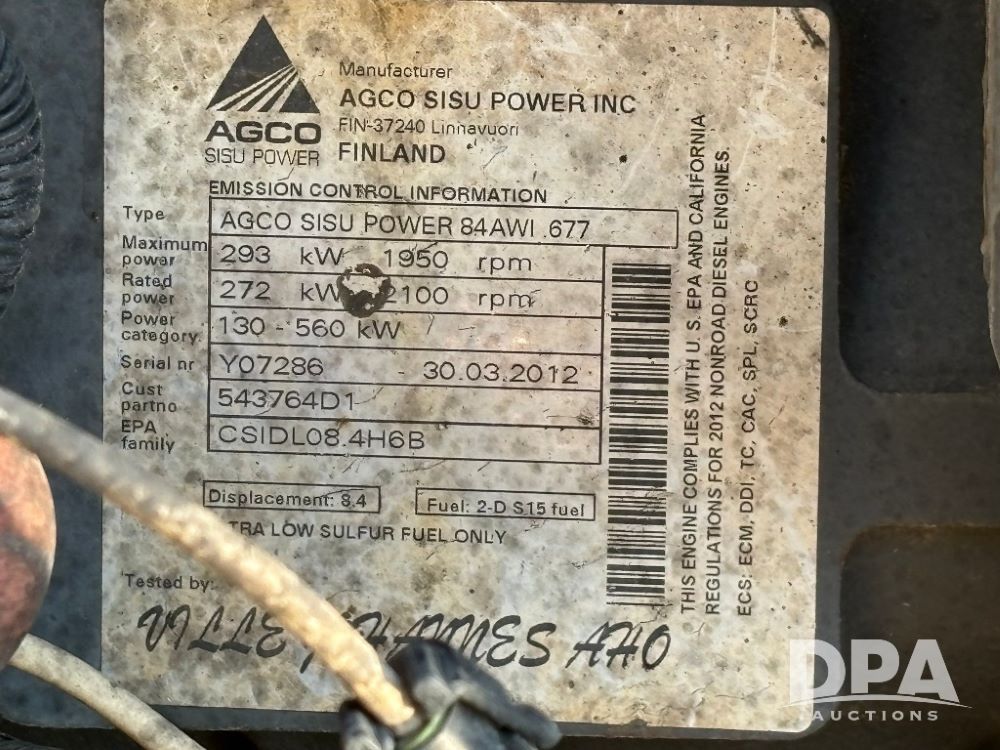 AGCO
SISU POWER
Manufacturer
AGCO SISU POWER INC
FIN-37240 Linnavuori
FINLAND
EMISSION CONTROL INFORMATION
Type AGCO SISU POWER 84AWI .677
Maximum power 293 kW 1950 rpm
Rated power 272 kW 2100 rpm
Power category. 130 - 560 kW
Serial nr Y07286 - 30.03.2012
Cust partno 543764D1
EPA family CSIDL08.4H6B
Displacement: 8.4 Fuel: 2-D S15 fuel
LOW SULFUR FUEL ONLY
Tested by:
VILLE AHO
THIS ENGINE COMPLIES WITH U.S. EPA AND CALIFORNIA
REGULATIONS FOR 2012 NONROAD DIESEL ENGINES.
ECS: ECM, DDI, TC, CAC, SPL, SCRC
DPA
AUCTIONS